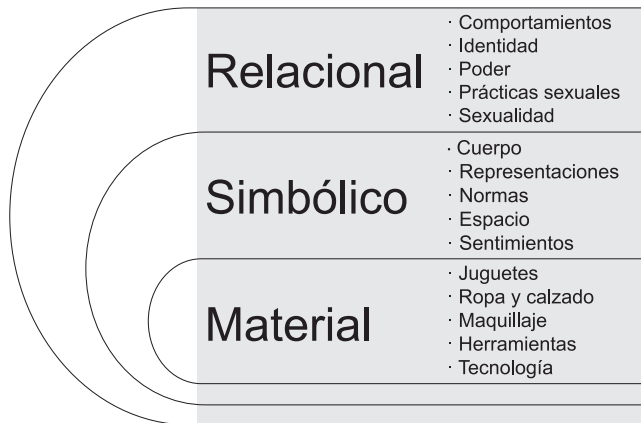 Relacional
· Comportamientos
· Identidad
· Poder
· Prácticas sexuales
· Sexualidad
Simbólico
· Cuerpo
· Representaciones
· Normas
· Espacio
· Sentimientos
Material
· Juguetes
· Ropa y calzado
· Maquillaje
· Herramientas
· Tecnología